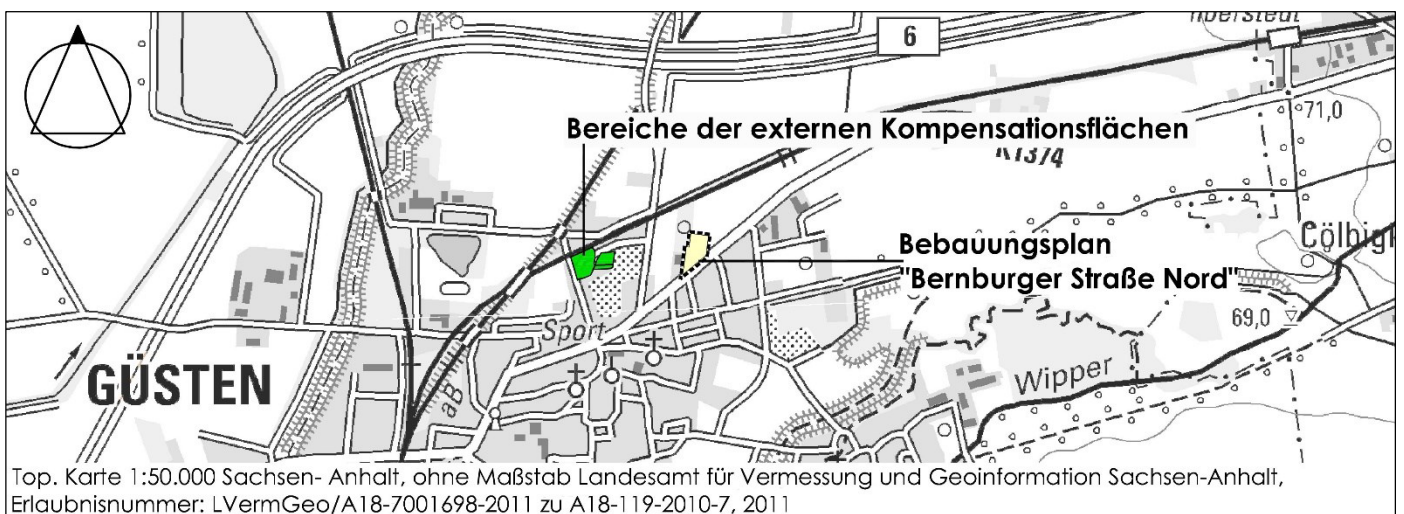 6
Bereiche der externen Kompensationsflächen
71,0
K1374
Cölbigk
Bebauungsplan
"Bernburger Straße Nord"
69,0
Sport
GÜSTEN
Wipper
aB
Top. Karte 1:50.000 Sachsen- Anhalt, ohne Maßstab Landesamt für Vermessung und Geoinformation Sachsen-Anhalt,
Erlaubnisnummer: LVermGeo/A18-7001698-2011 zu A18-119-2010-7, 2011